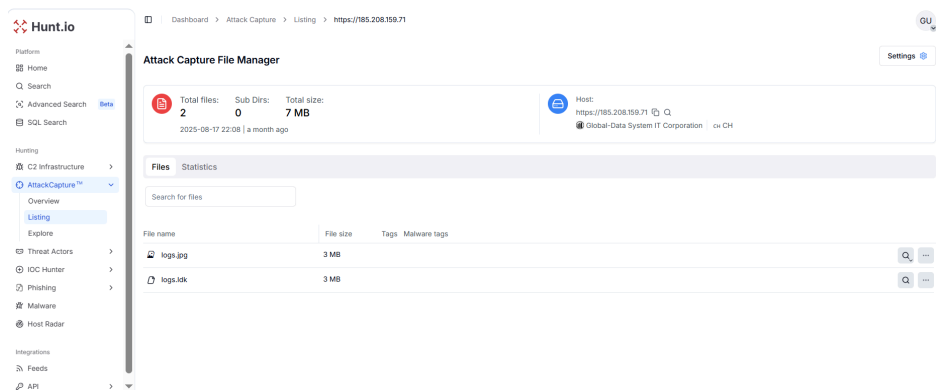 Hunt.io
Dashboard > Attack Capture > Listing > https://185.208.159.71
GU
Platform
Home
Search
Advanced Search Beta
SQL Search
Hunting
C2 Infrastructure
AttackCapture™
Overview
Listing
Explore
Threat Actors
IOC Hunter
Phishing
Malware
Host Radar
Integrations
Feeds
API
Attack Capture File Manager
Settings
Total files: Sub Dirs: Total size:
2 0 7 MB
2025-08-17 22:08 | a month ago
Host:
https://185.208.159.71
Global-Data System IT Corporation CH CH
Files Statistics
Search for files
File name File size Tags Malware tags
logs.jpg 3 MB
logs.ldk 3 MB